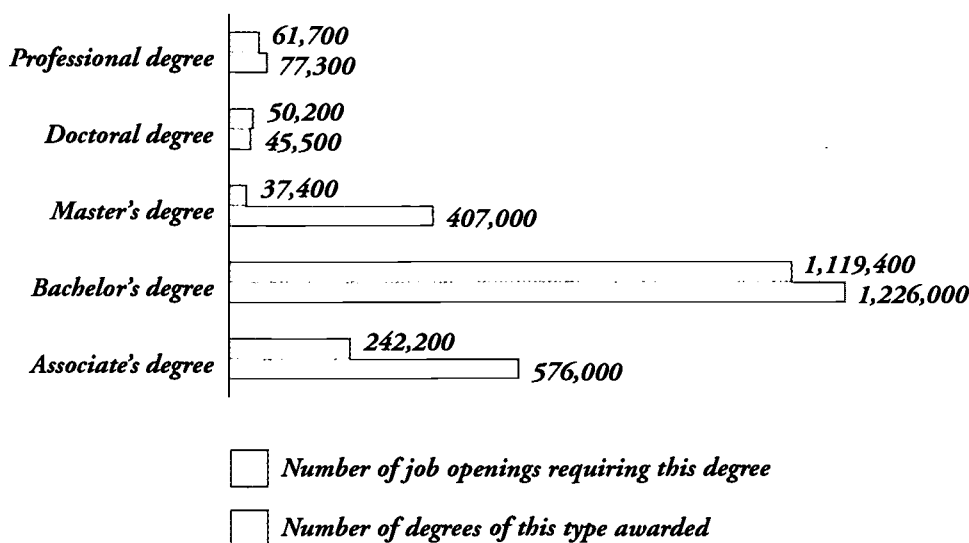 61,700
Professional degree
77,300
50,200
Doctoral degree
45,500
37,400
Master's degree
407,000
1,119,400
Bachelor's degree
1,226,000
242,200
Associate's degree
576,000
Number of job openings requiring this degree
Number of degrees of this type awarded